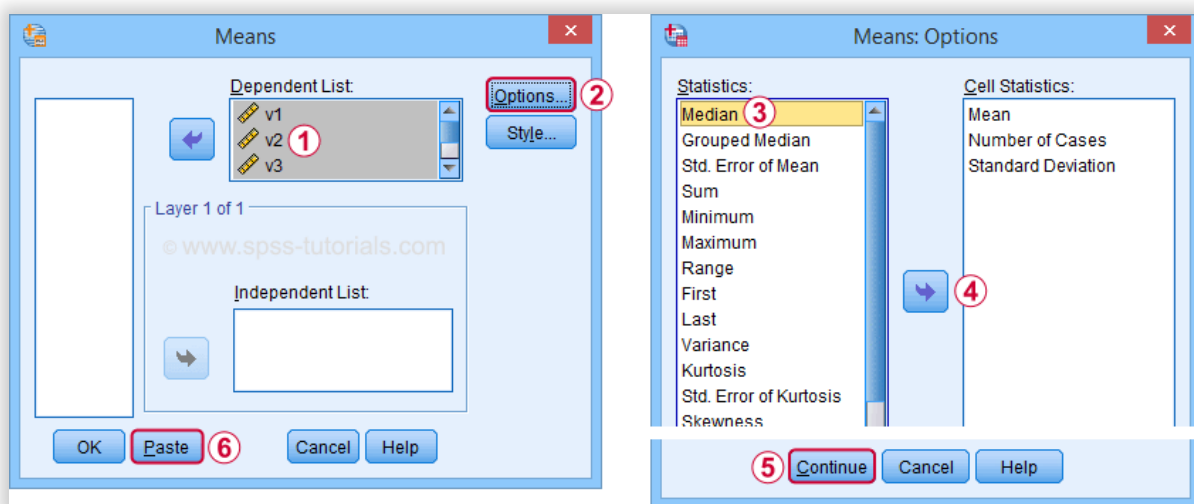 Means
Dependent List:
v1
v2 1
v3
Options... 2
Style...
Layer 1 of 1
© www.spss-tutorials.com
Independent List:
OK Paste 6 Cancel Help
Means: Options
Statistics:
Median 3
Grouped Median
Std. Error of Mean
Sum
Minimum
Maximum
Range
First
Last
Variance
Kurtosis
Std. Error of Kurtosis
Skewness
4
Cell Statistics:
Mean
Number of Cases
Standard Deviation
5 Continue Cancel Help